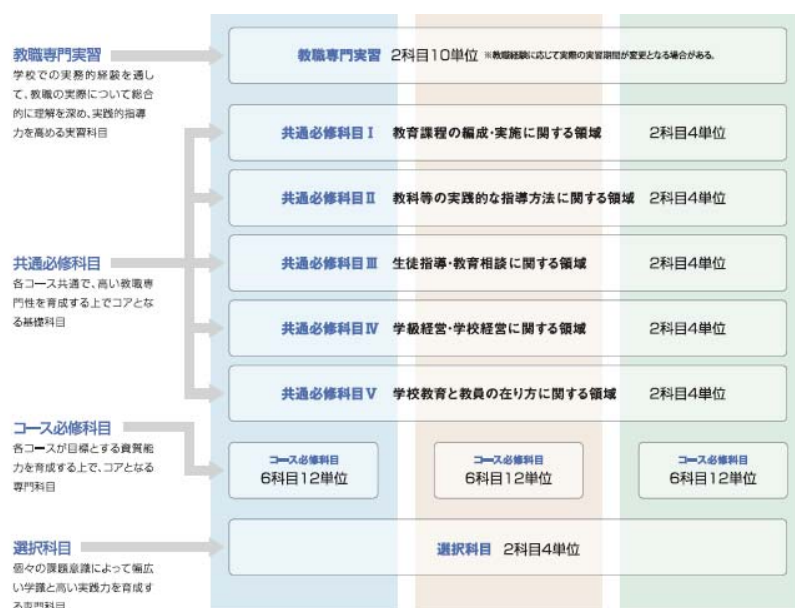 教職専門実習
学校での実務的経験を通し
て、教職の実際について総合
的に理解を深め、実践的指導
力を高める実習科目
教職専門実習 2科目10単位 ※教職経験に応じて実際の実習期間が変更となる場合がある。
共通必修科目Ⅰ 教育課程の編成・実施に関する領域 2科目4単位
共通必修科目Ⅱ 教科等の実践的な指導方法に関する領域 2科目4単位
共通必修科目
各コース共通で、高い教職専
門性を育成する上でコアとな
る基礎科目
共通必修科目Ⅲ 生徒指導・教育相談に関する領域 2科目4単位
共通必修科目Ⅳ 学級経営・学校経営に関する領域 2科目4単位
共通必修科目Ⅴ 学校教育と教員の在り方に関する領域 2科目4単位
コース必修科目
各コースが目標とする資質能
力を育成する上で、コアとなる
専門科目
コース必修科目
6科目12単位
コース必修科目
6科目12単位
コース必修科目
6科目12単位
選択科目
個々の課題意識によって幅広
い学識と高い実践力を育成す
る専門科目
選択科目 2科目4単位